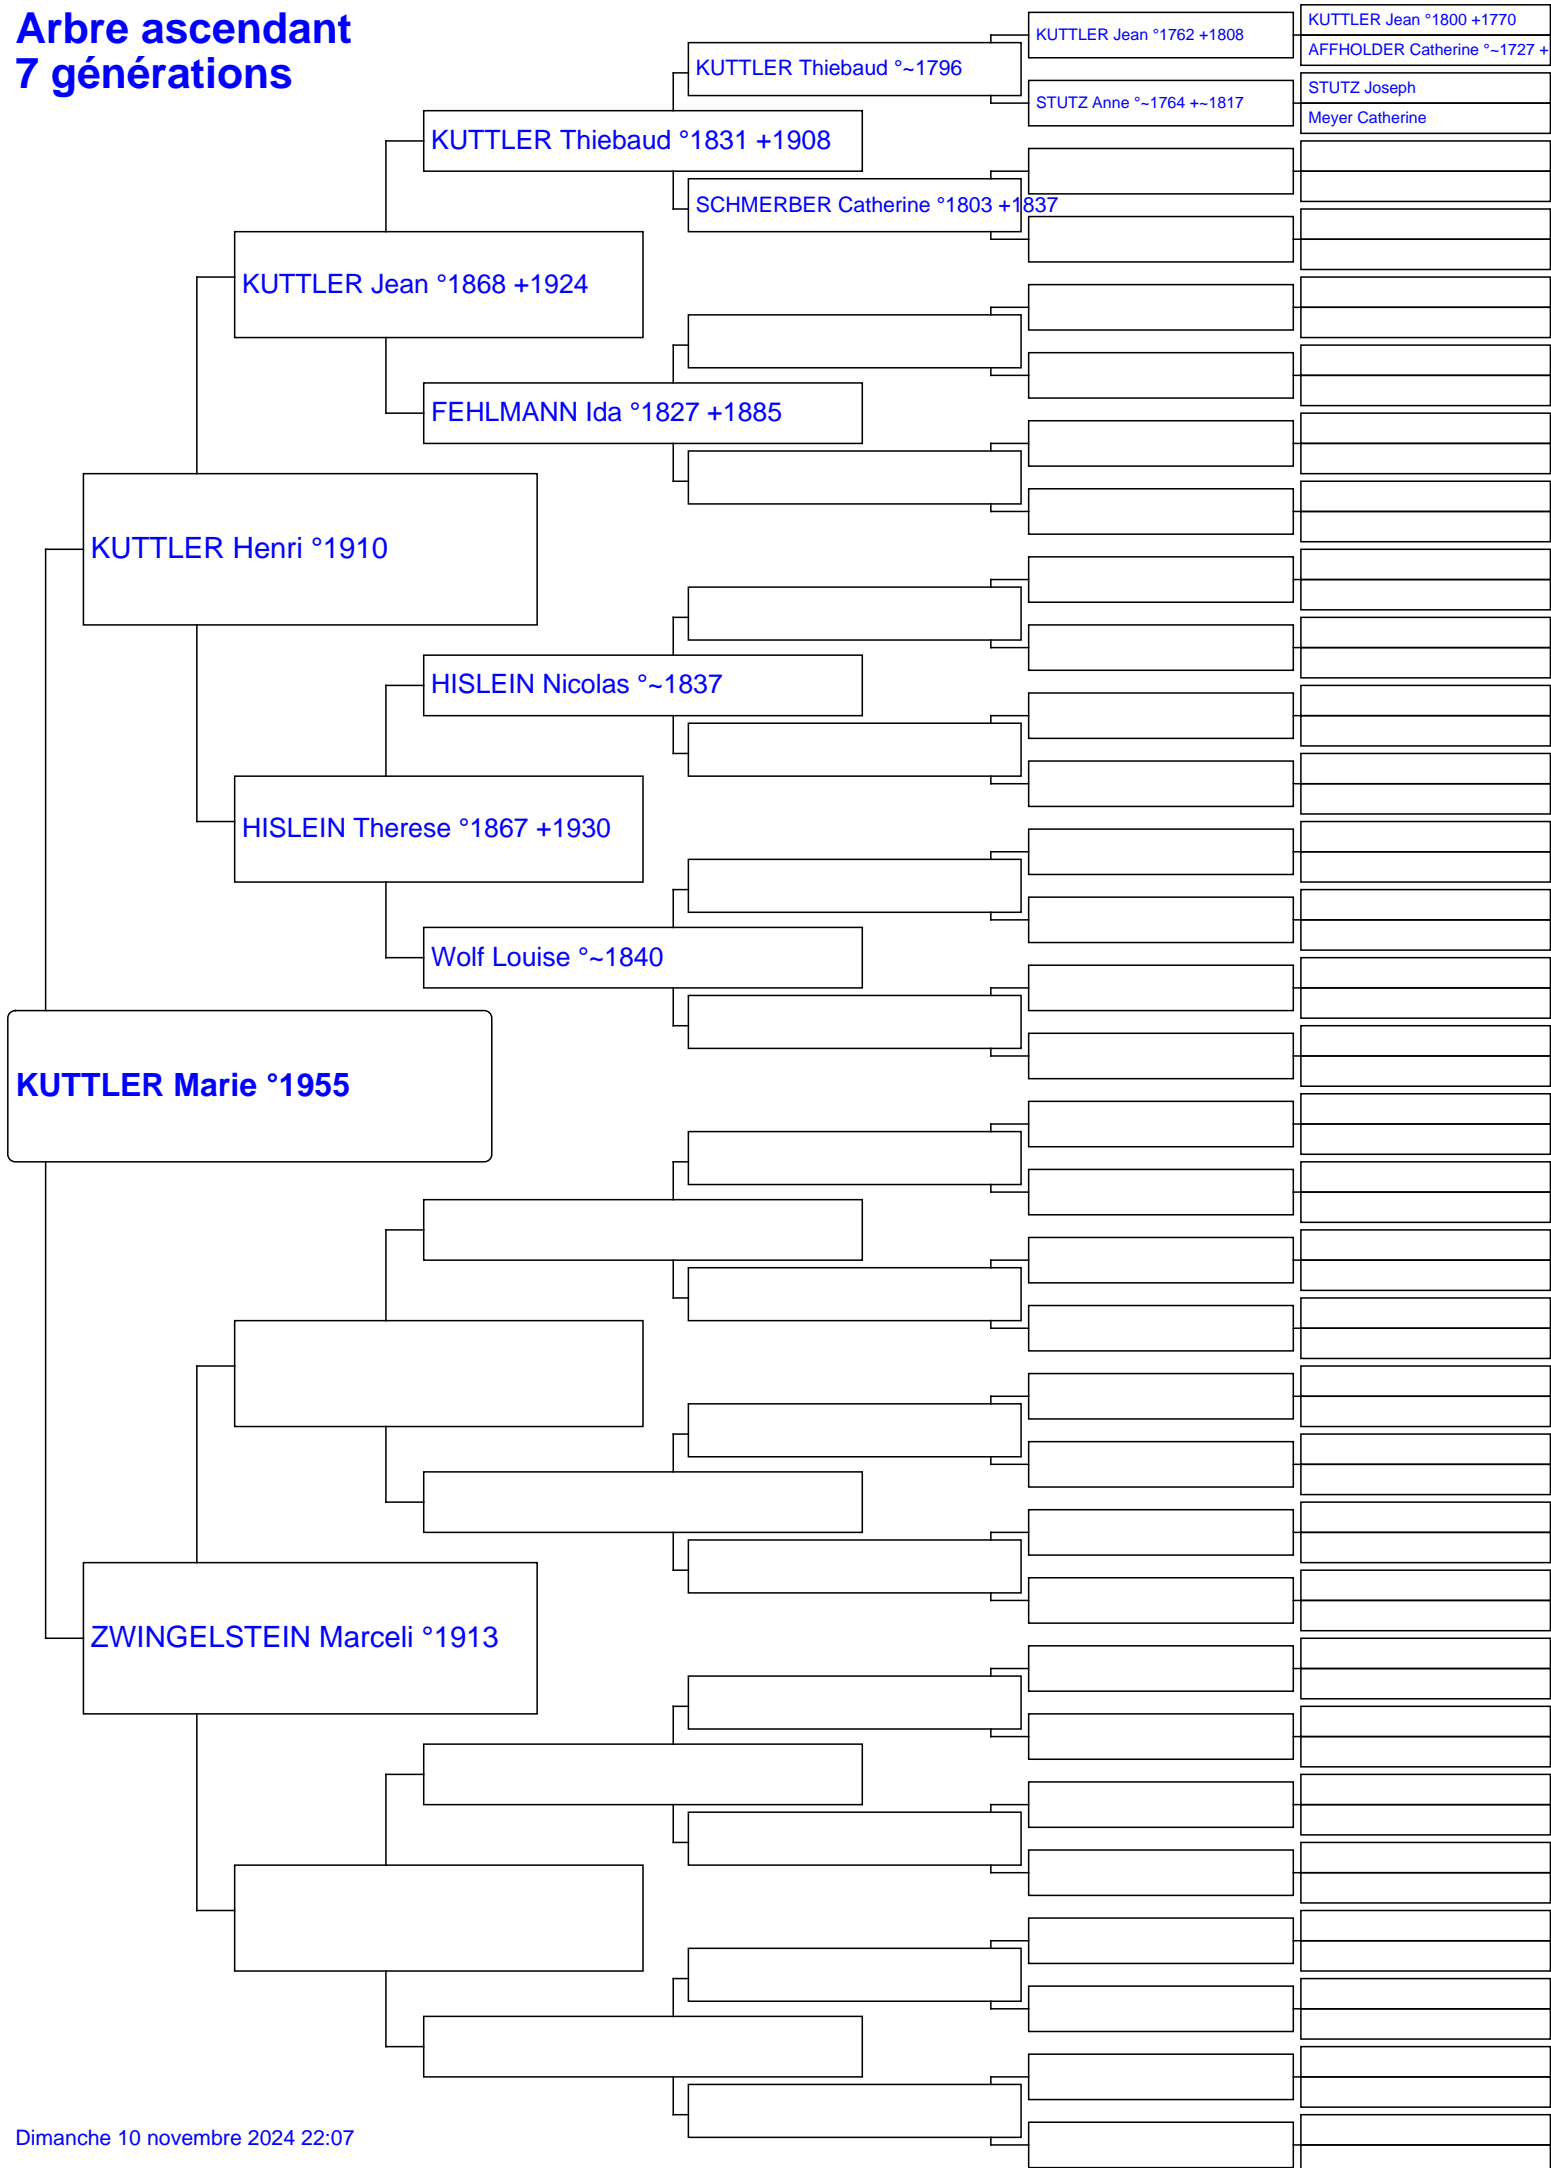 Arbre ascendant
7 générations
KUTTLER Jean °1800 +1770
KUTTLER Jean °1762 +1808
AFFHOLDER Catherine °~1727 +
KUTTLER Thiebaud °~1796
STUTZ Joseph
STUTZ Anne °~1764 +~1817
Meyer Catherine
KUTTLER Thiebaud °1831 +1908
SCHMERBER Catherine °1803 +1837
KUTTLER Jean °1868 +1924
FEHLMANN Ida °1827 +1885
KUTTLER Henri °1910
HISLEIN Nicolas °~1837
HISLEIN Therese °1867 +1930
Wolf Louise °~1840
KUTTLER Marie °1955
ZWINGELSTEIN Marceli °1913
Dimanche 10 novembre 2024 22:07